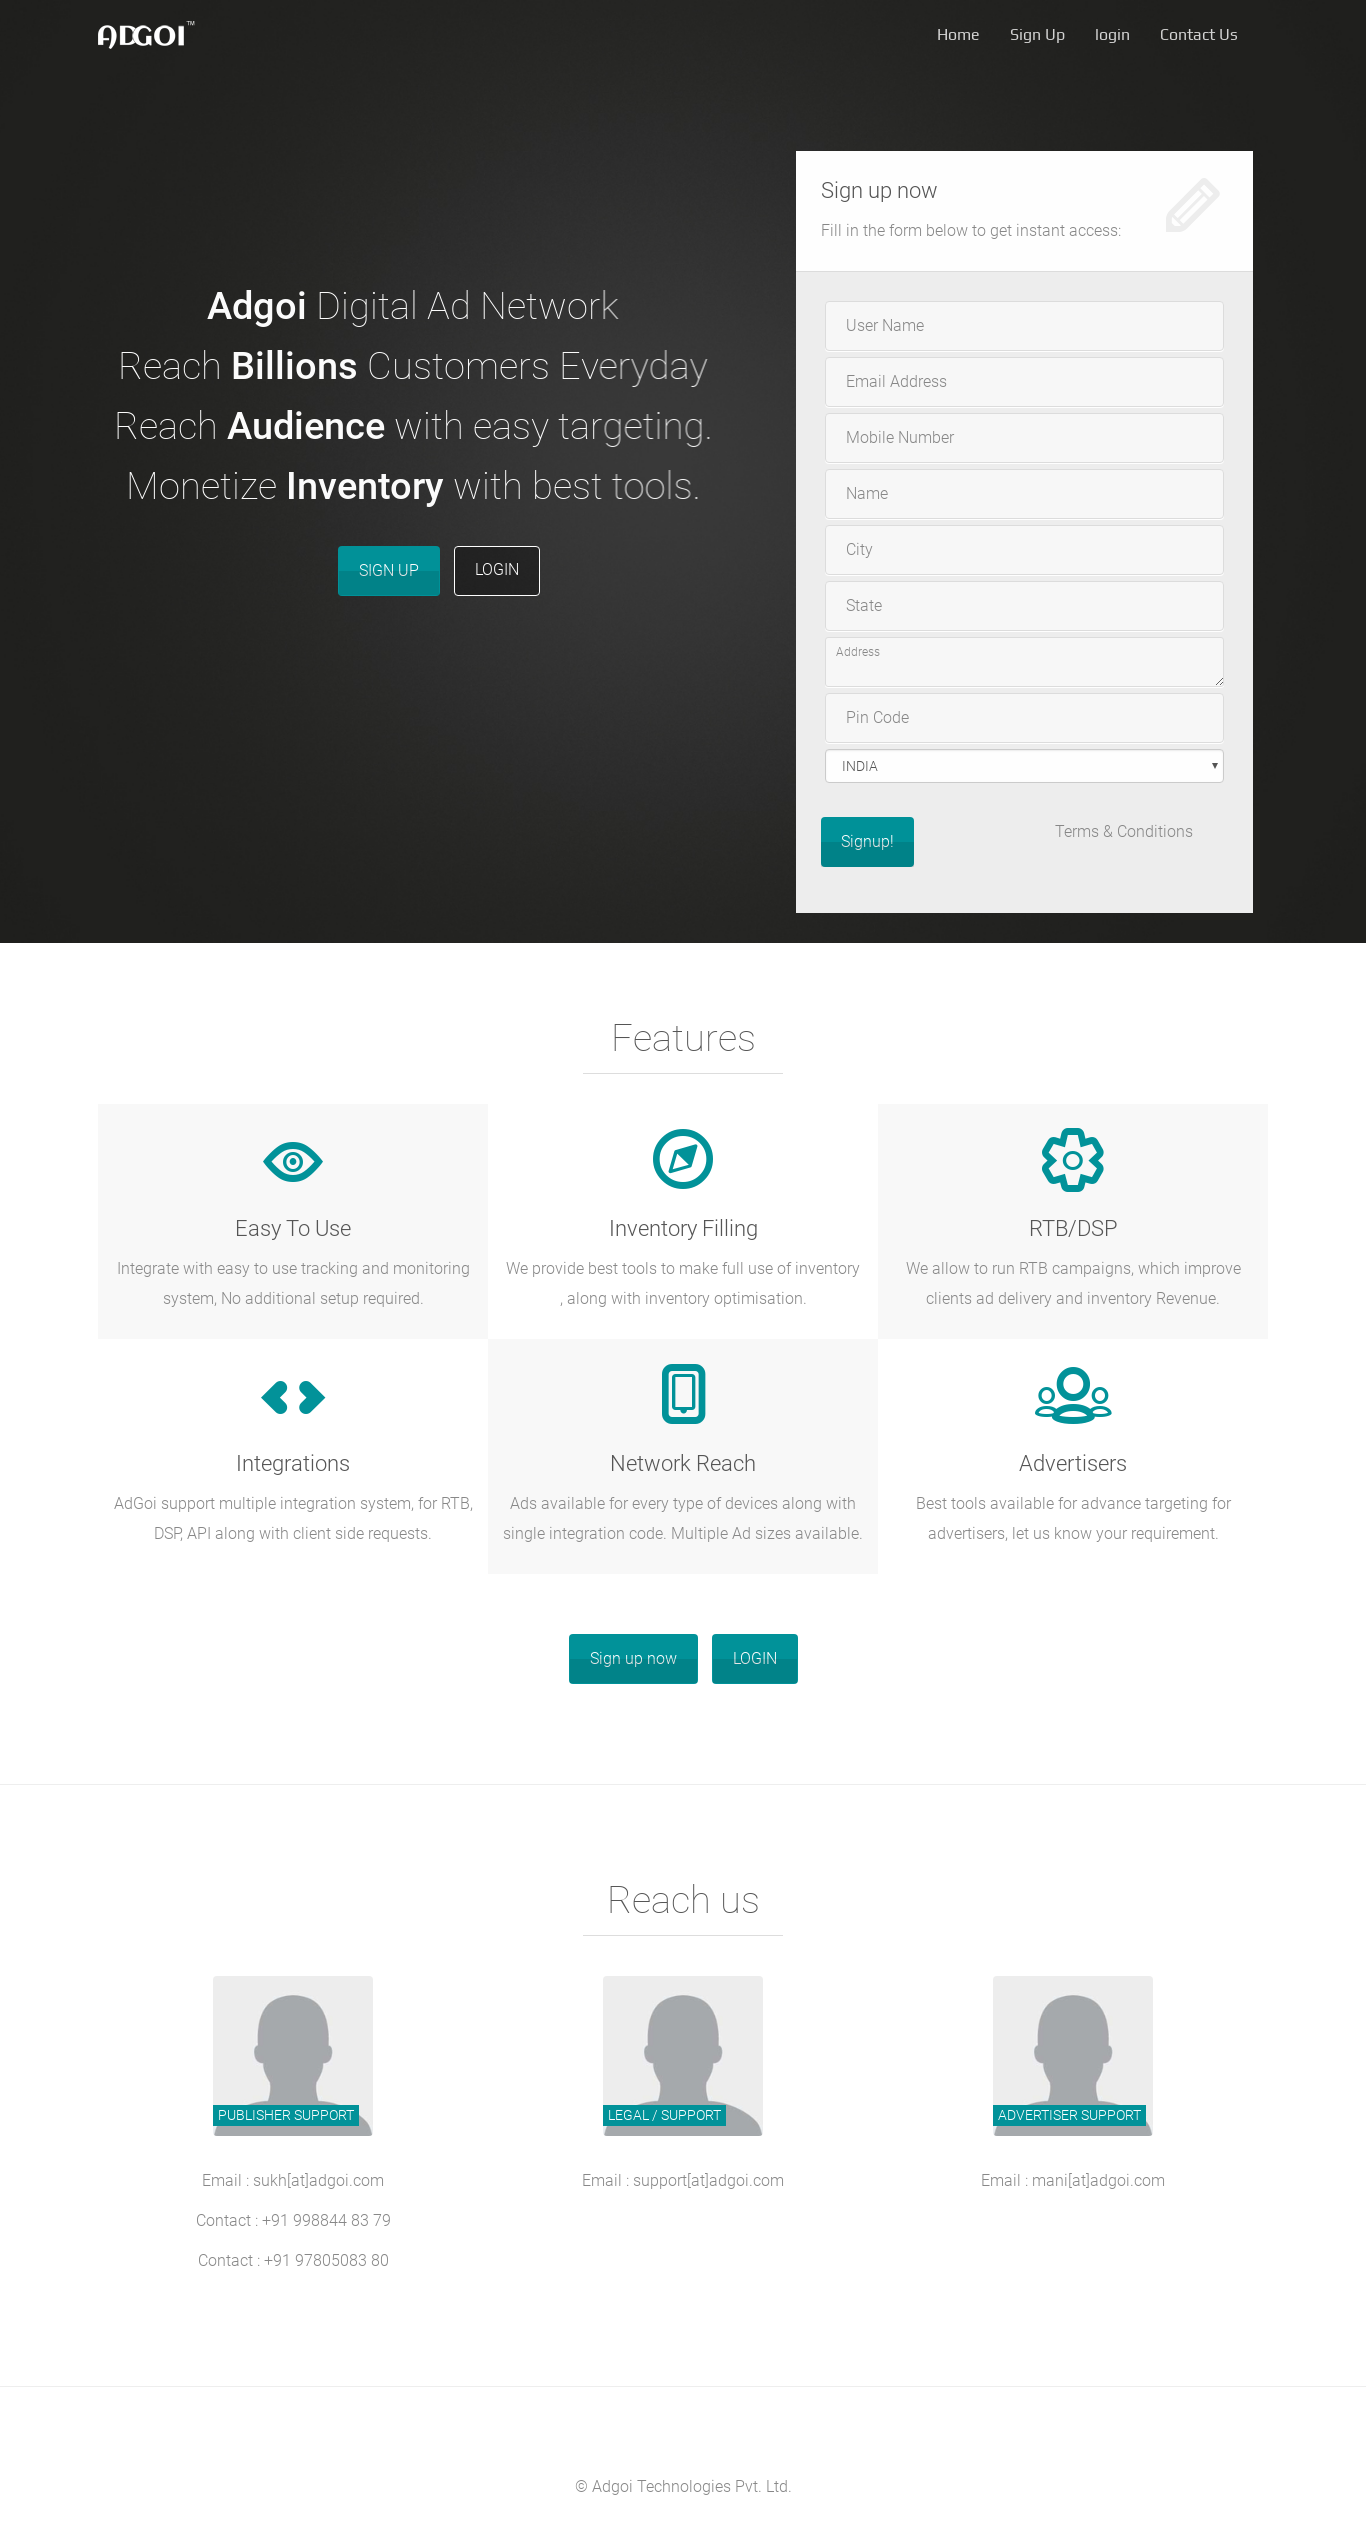 ADGOI™
Home Sign Up login Contact Us
Sign up now
Fill in the form below to get instant access:
Adgoi Digital Ad Network
Reach Billions Customers Everyday
Reach Audience with easy targeting.
Monetize Inventory with best tools.
SIGN UP LOGIN
User Name
Email Address
Mobile Number
Name
City
State
Address
Pin Code
INDIA
Signup! Terms & Conditions
Features
Easy To Use
Integrate with easy to use tracking and monitoring
system, No additional setup required.
Inventory Filling
We provide best tools to make full use of inventory
, along with inventory optimisation.
RTB/DSP
We allow to run RTB campaigns, which improve
clients ad delivery and inventory Revenue.
Integrations
AdGoi support multiple integration system, for RTB,
DSP, API along with client side requests.
Network Reach
Ads available for every type of devices along with
single integration code. Multiple Ad sizes available.
Advertisers
Best tools available for advance targeting for
advertisers, let us know your requirement.
Sign up now LOGIN
Reach us
PUBLISHER SUPPORT
Email : sukh[at]adgoi.com
Contact : +91 998844 83 79
Contact : +91 97805083 80
LEGAL / SUPPORT
Email : support[at]adgoi.com
ADVERTISER SUPPORT
Email : mani[at]adgoi.com
© Adgoi Technologies Pvt. Ltd.